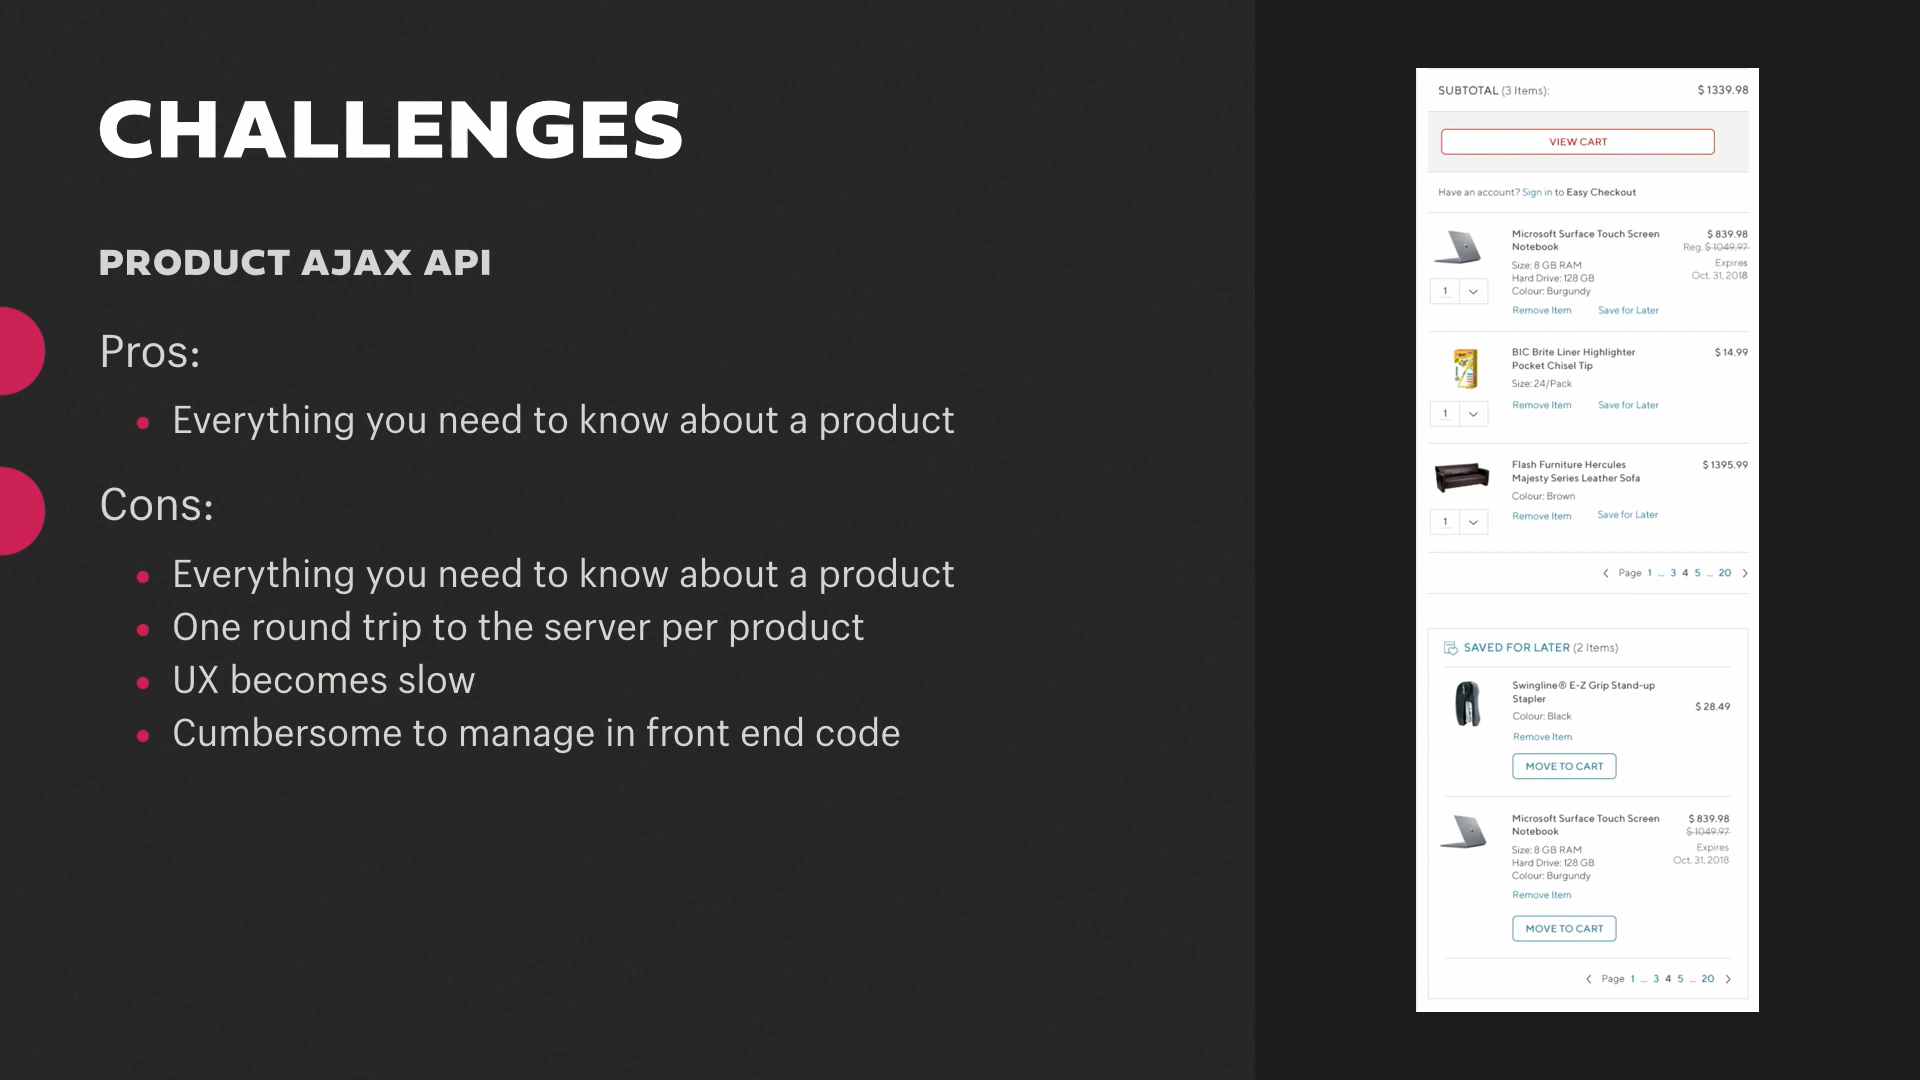 CHALLENGES
PRODUCT AJAX API
Pros:
• Everything you need to know about a product
Cons:
• Everything you need to know about a product
• One round trip to the server per product
• UX becomes slow
• Cumbersome to manage in front end code
SUBTOTAL (3 Items): $ 1339.98
VIEW CART
Have an account? Sign in to Easy Checkout
Microsoft Surface Touch Screen $ 839.98
Notebook Reg. $ 1049.97
Size: 8 GB RAM Expires
Hard Drive: 128 GB Oct. 31, 2018
1 Colour: Burgundy
Remove Item Save for Later
BIC Brite Liner Highlighter $ 14.99
Pocket Chisel Tip
Size: 24/Pack
Remove Item Save for Later
1
Flash Furniture Hercules $ 1395.99
Majesty Series Leather Sofa
Colour: Brown
Remove Item Save for Later
1
< Page 1 ... 3 4 5 ... 20 >
SAVED FOR LATER (2 Items)
Swingline® E-Z Grip Stand-up
Stapler
$ 28.49
Colour: Black
Remove Item
MOVE TO CART
Microsoft Surface Touch Screen $ 839.98
Notebook $ 1049.97
Size: 8 GB RAM Expires
Hard Drive: 128 GB Oct. 31, 2018
Colour: Burgundy
Remove Item
MOVE TO CART
< Page 1 ... 3 4 5 ... 20 >